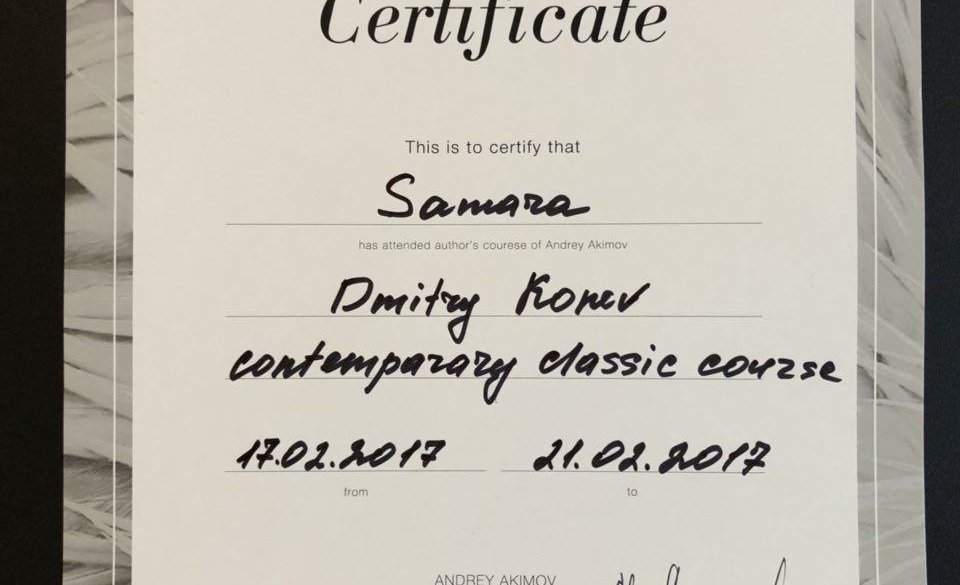 Certificate
This is to certify that
Samara
has attended author's courese of Andrey Akimov
Dmitry Konev
contemparary classic course
17.02.2017 21.02.2017
from to
ANDREY AKIMOV